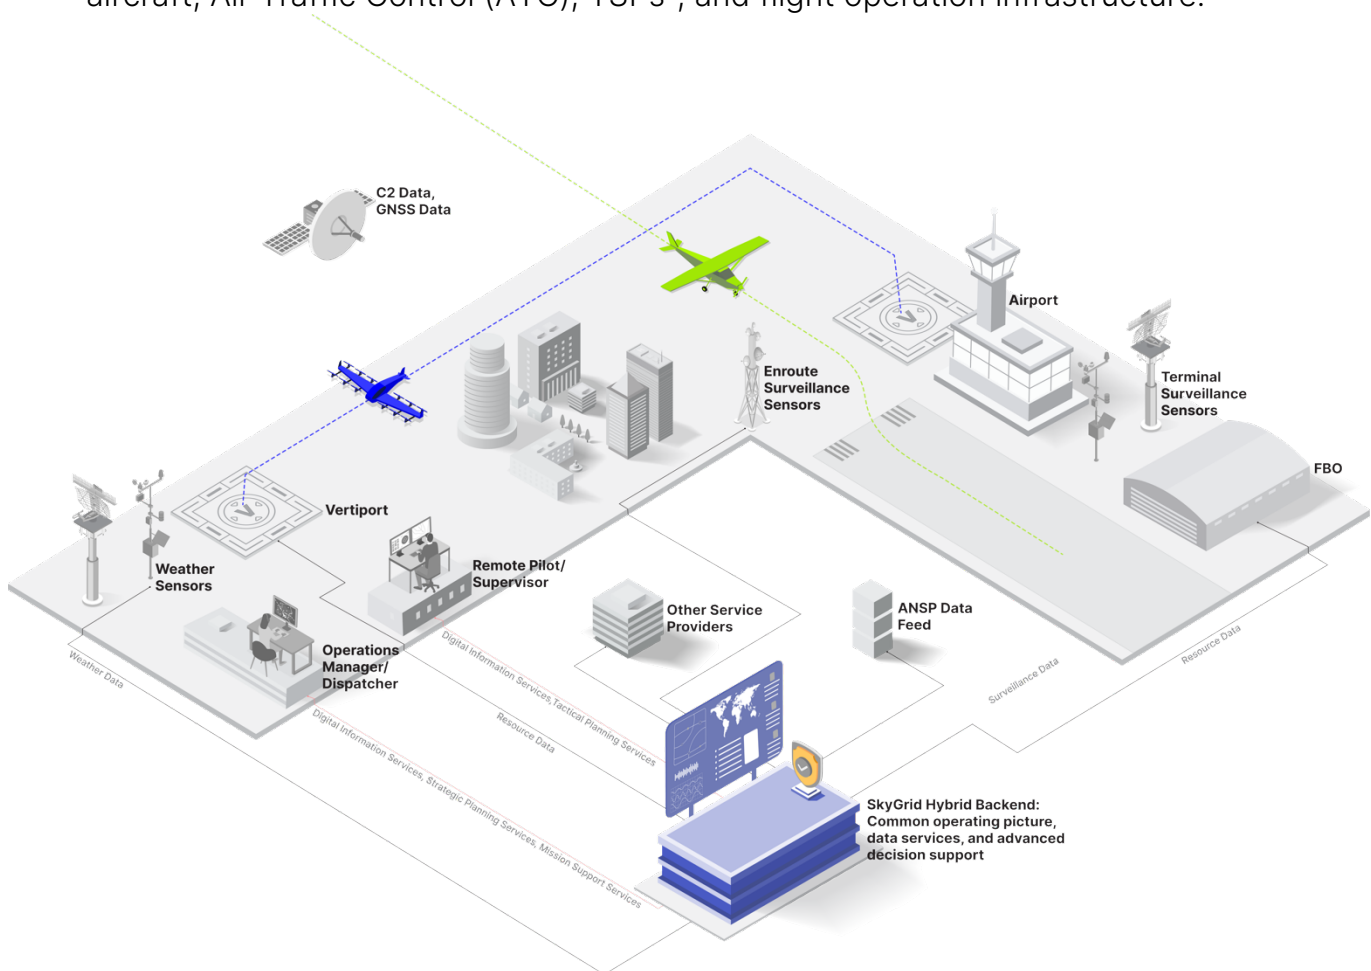 aircraft, Air Traffic Control (ATC), TSPs*, and flight operation infrastructure.
C2 Data,
GNSS Data
Airport
Enroute
Surveillance
Sensors
Terminal
Surveillance
Sensors
FBO
Vertiport
Weather
Sensors
Remote Pilot/
Supervisor
Operations
Manager/
Dispatcher
Other Service
Providers
ANSP Data
Feed
Weather Data
Digital Information Services,Tactical Planning Services
Resource Data
Digital Information Services, Strategic Planning Services, Mission Support Services
Surveillance Data
Resource Data
SkyGrid Hybrid Backend:
Common operating picture,
data services, and advanced
decision support